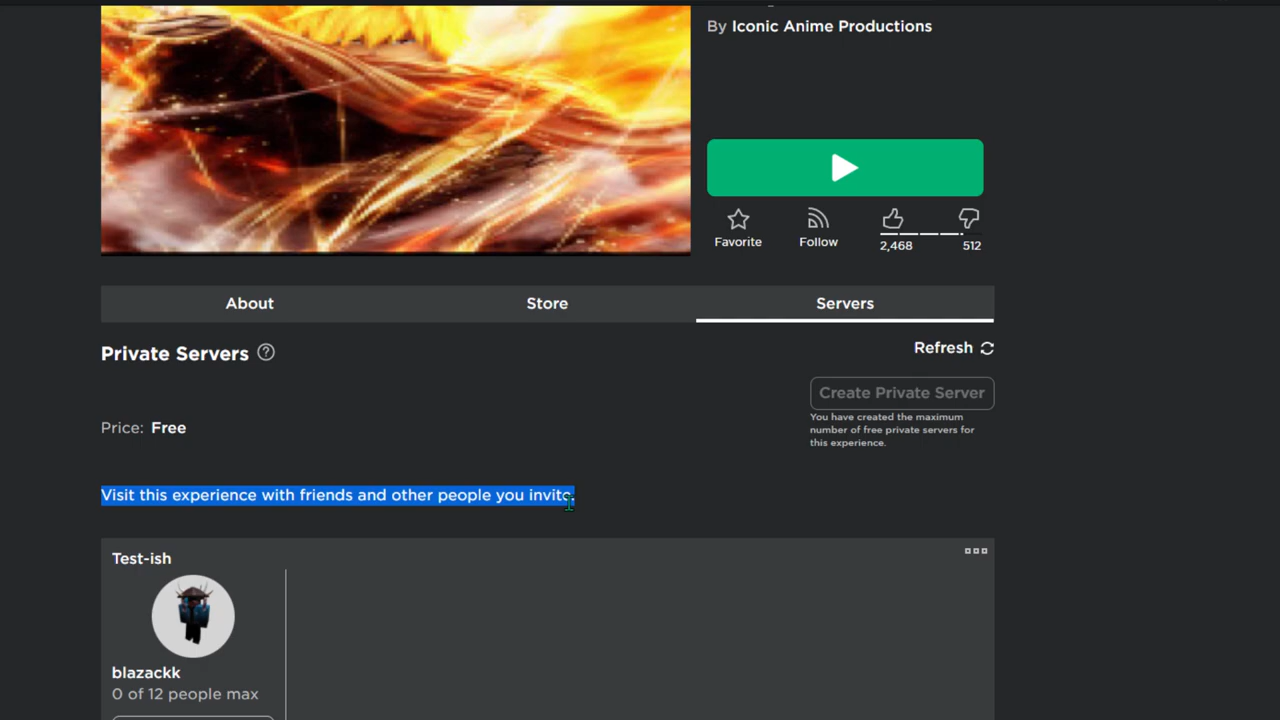 By Iconic Anime Productions
Favorite
Follow
2,468
512
About
Store
Servers
Private Servers
Refresh
Create Private Server
You have created the maximum
number of free private servers for
this experience.
Price: Free
Visit this experience with friends and other people you invite.
Test-ish
blazackk
0 of 12 people max